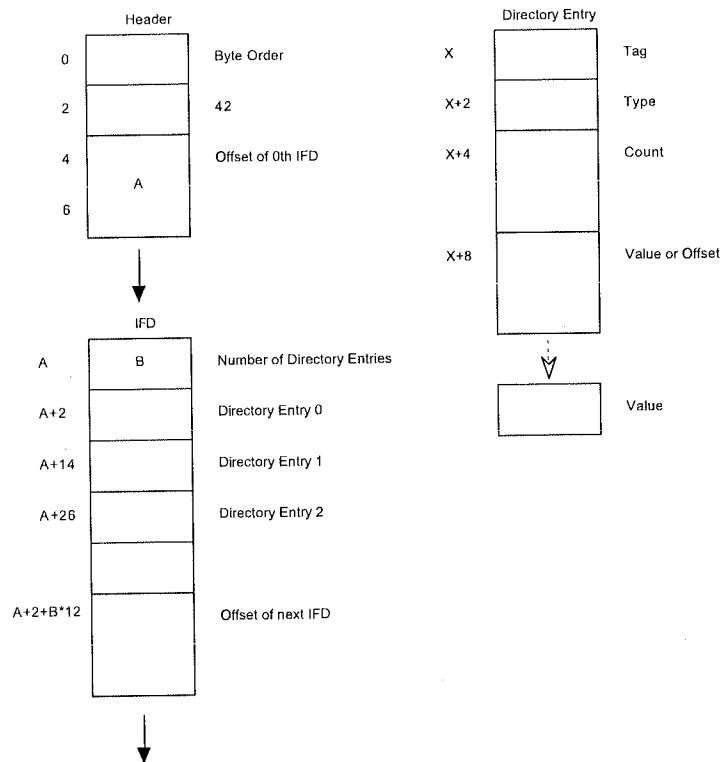 Header
0 Byte Order
2 42
4 Offset of 0th IFD
A
6
IFD
A B Number of Directory Entries
A+2 Directory Entry 0
A+14 Directory Entry 1
A+26 Directory Entry 2
A+2+B*12 Offset of next IFD
Directory Entry
X Tag
X+2 Type
X+4 Count
X+8 Value or Offset
Value